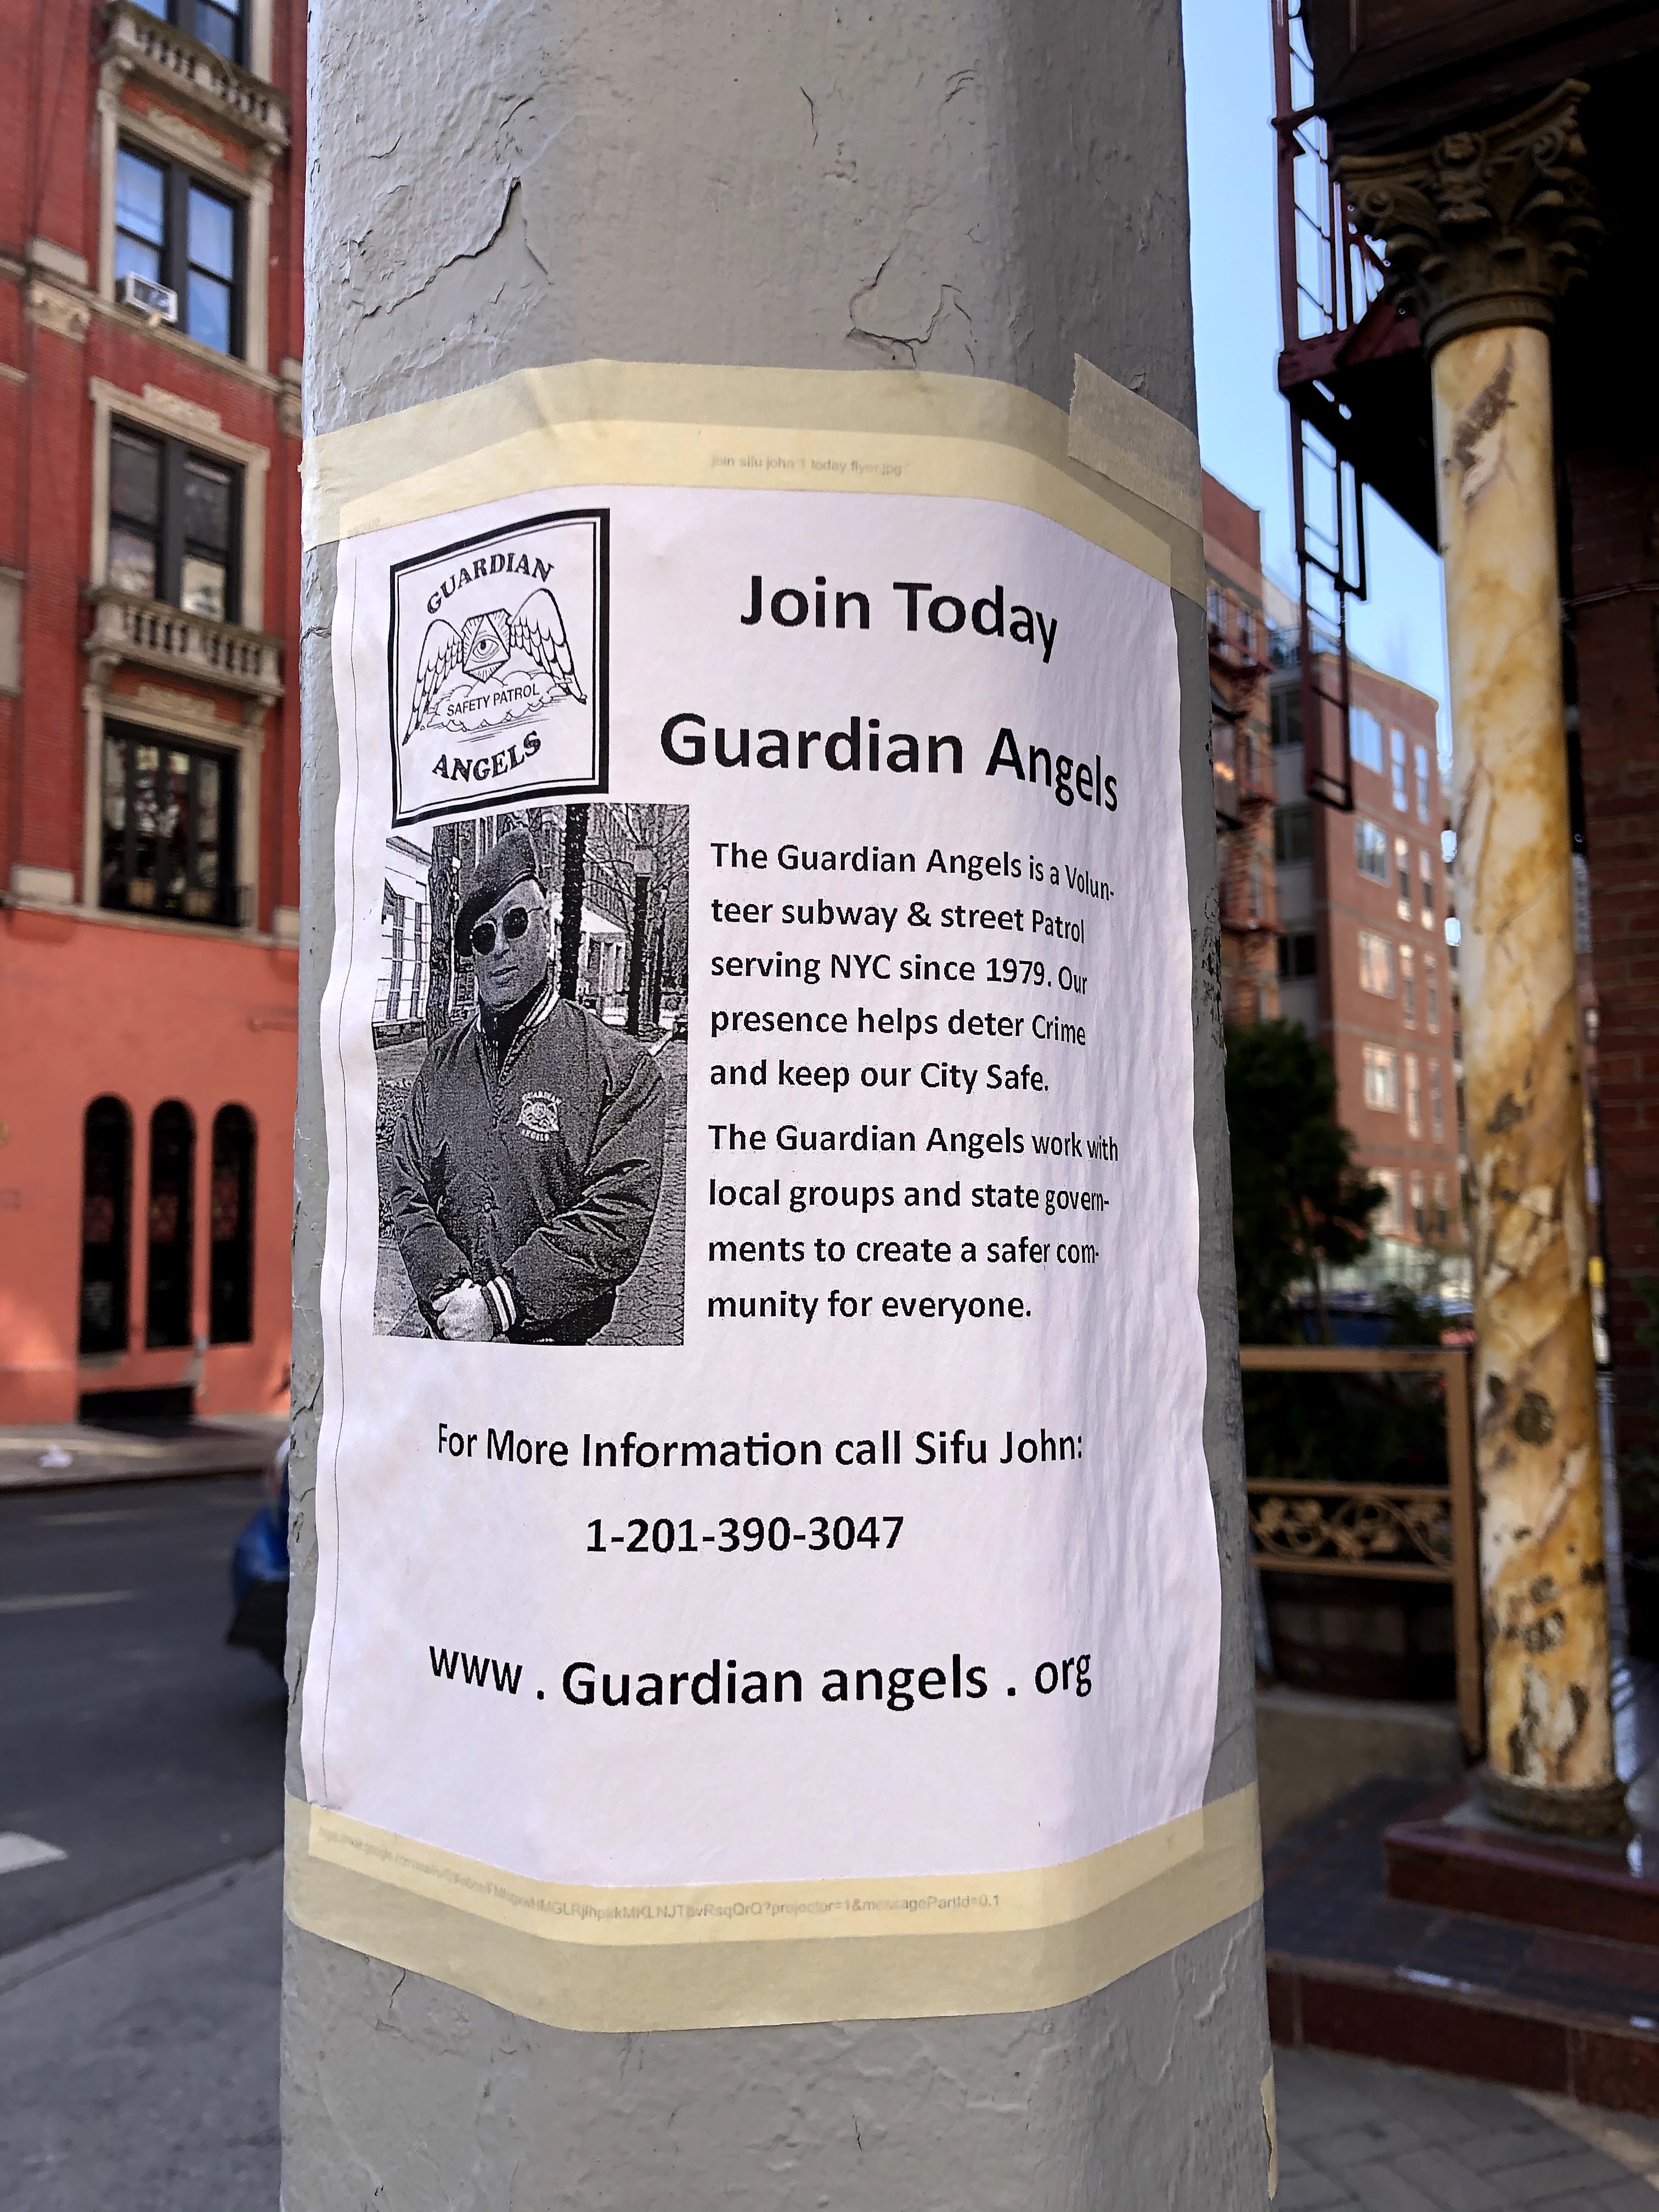 join sifu john 1 today flyer.jpg
GUARDIAN
SAFETY PATROL
ANGELS
Join Today
Guardian Angels
The Guardian Angels is a Volun-
teer subway & street Patrol
serving NYC since 1979. Our
presence helps deter Crime
and keep our City Safe.
The Guardian Angels work with
local groups and state govern-
ments to create a safer com-
munity for everyone.
GUARDIAN
ANGELS
For More Information call Sifu John:
1-201-390-3047
www . Guardian angels . org